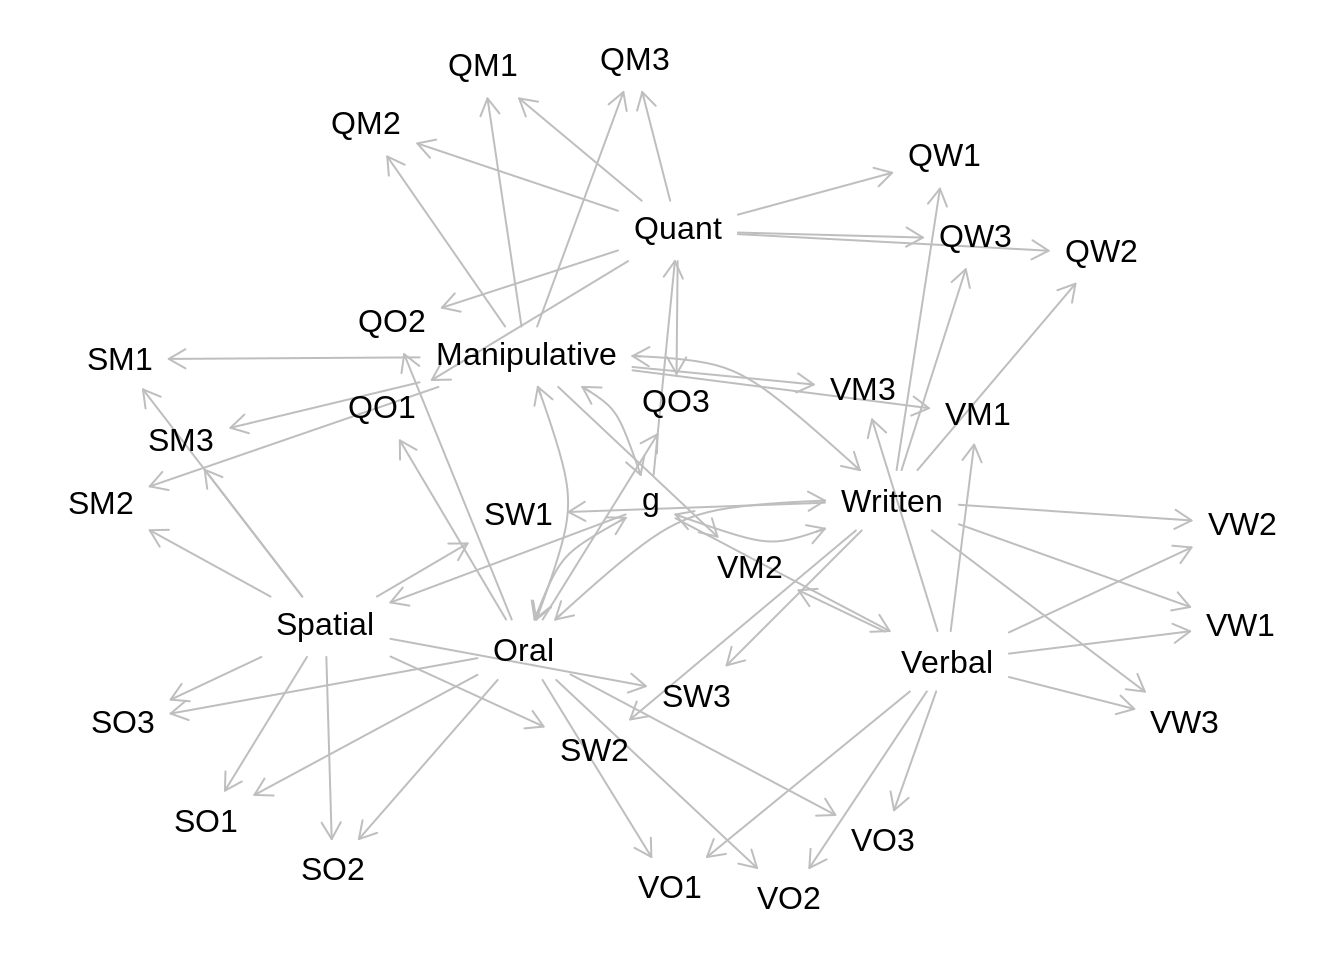 QM3
QM1
QM2
QW1
Quant
QW3
QW2
QO2
Manipulative
SM1
VM3
QO1
QO3
VM1
SM3
SM2
g
Written
SW1
VW2
VM2
Spatial
VW1
Oral
Verbal
SW3
SO3
VW3
SW2
SO1
VO3
SO2
VO1
VO2